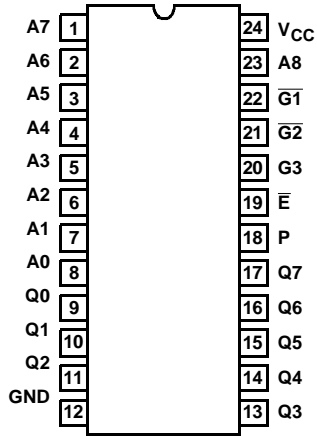 A7 1 24 VCC
A6 2 23 A8
A5 3 22 G1
A4 4 21 G2
A3 5 20 G3
A2 6 19 E
A1 7 18 P
A0 8 17 Q7
Q0 9 16 Q6
Q1 10 15 Q5
Q2 11 14 Q4
GND 12 13 Q3